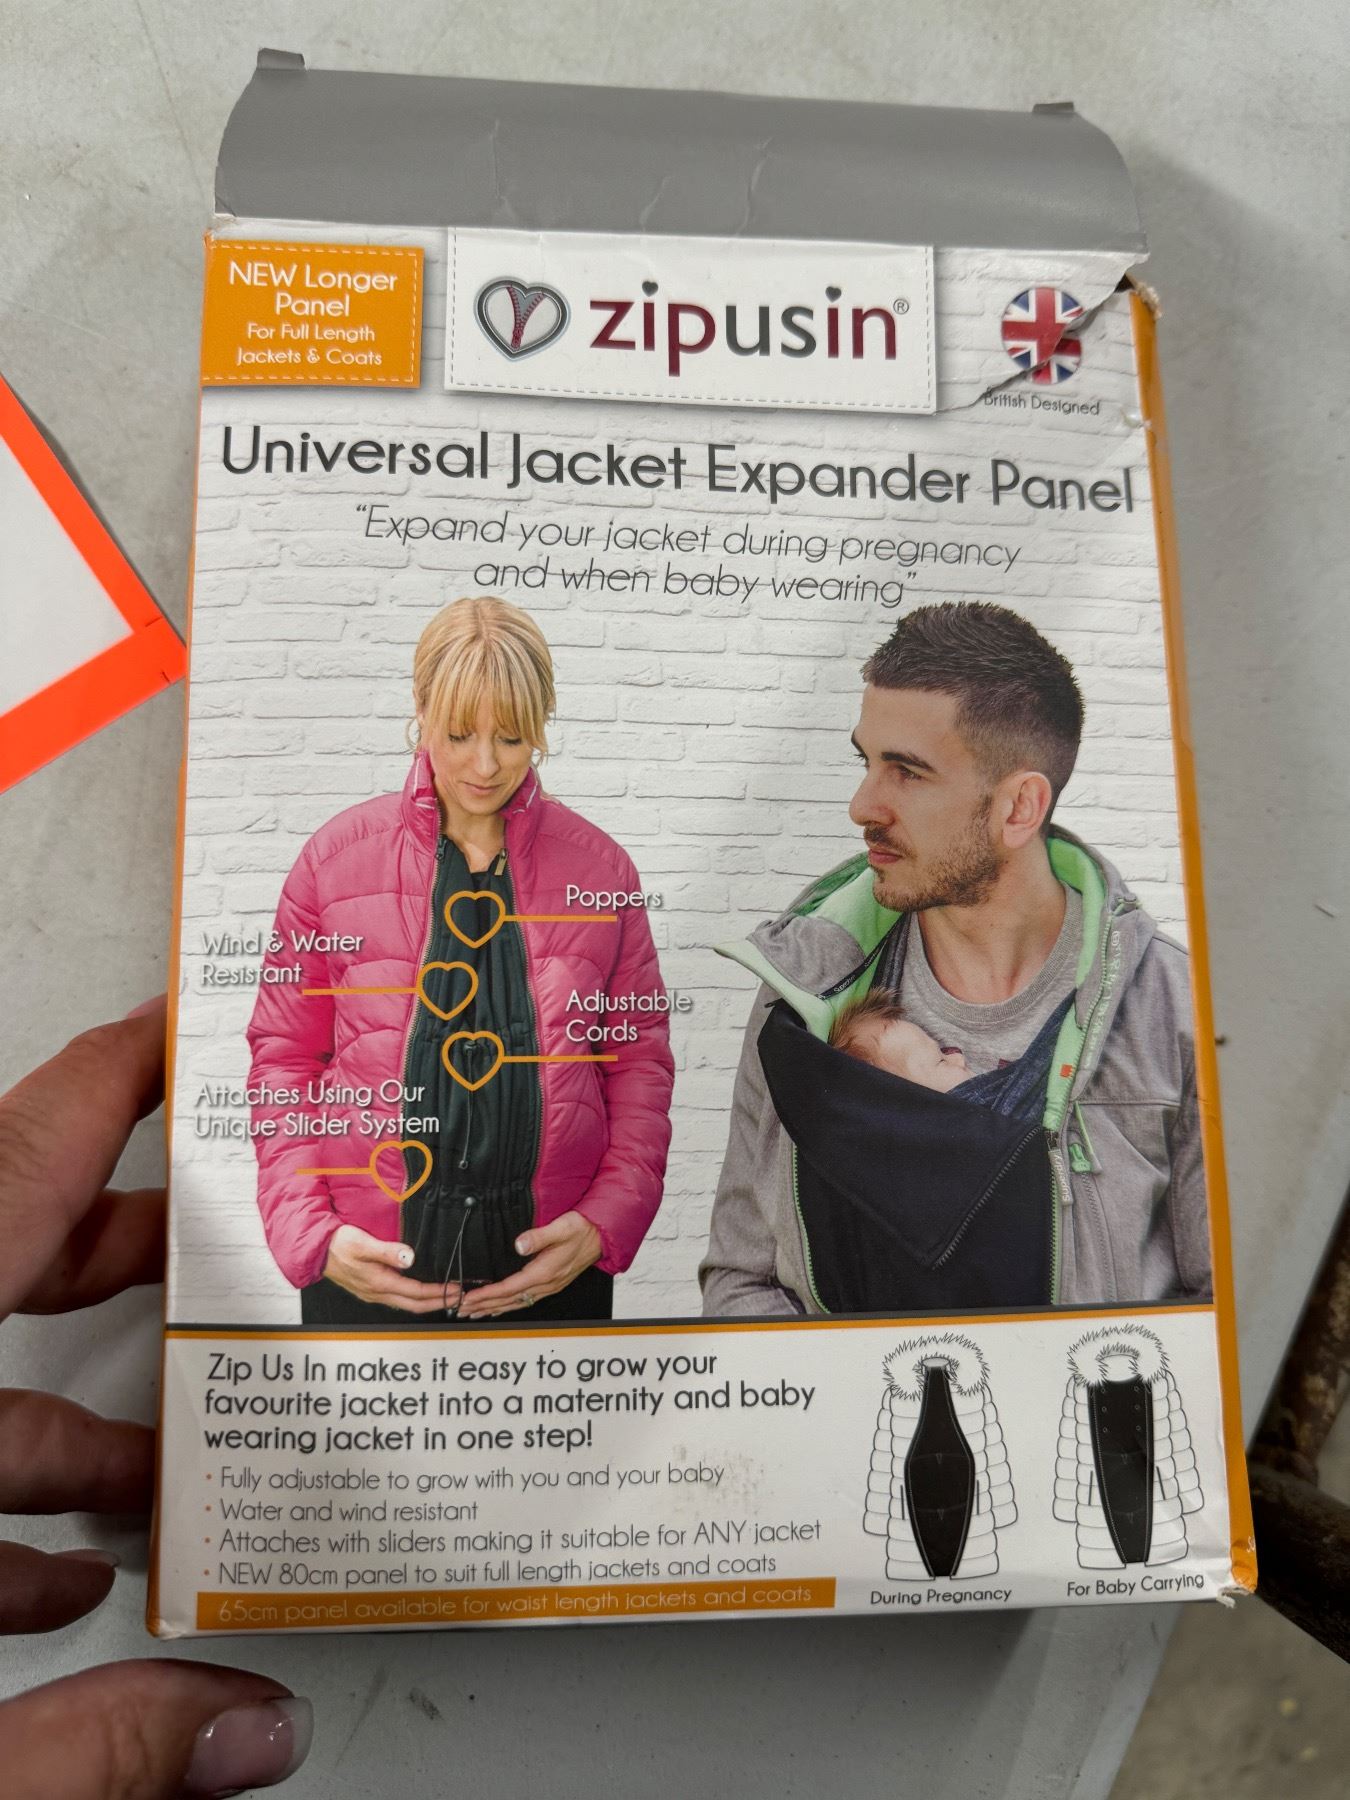 NEW Longer
Panel
For Full Length
Jackets & Coats
zipusin®
British Designed
Universal Jacket Expander Panel
“Expand your jacket during pregnancy
and when baby wearing”
Poppers
Wind & Water
Resistant
Adjustable
Cords
Attaches Using Our
Unique Slider System
Zip Us In makes it easy to grow your
favourite jacket into a maternity and baby
wearing jacket in one step!
• Fully adjustable to grow with you and your baby
• Water and wind resistant
• Attaches with sliders making it suitable for ANY jacket
• NEW 80cm panel to suit full length jackets and coats
65cm panel available for waist length jackets and coats
During Pregnancy
For Baby Carrying